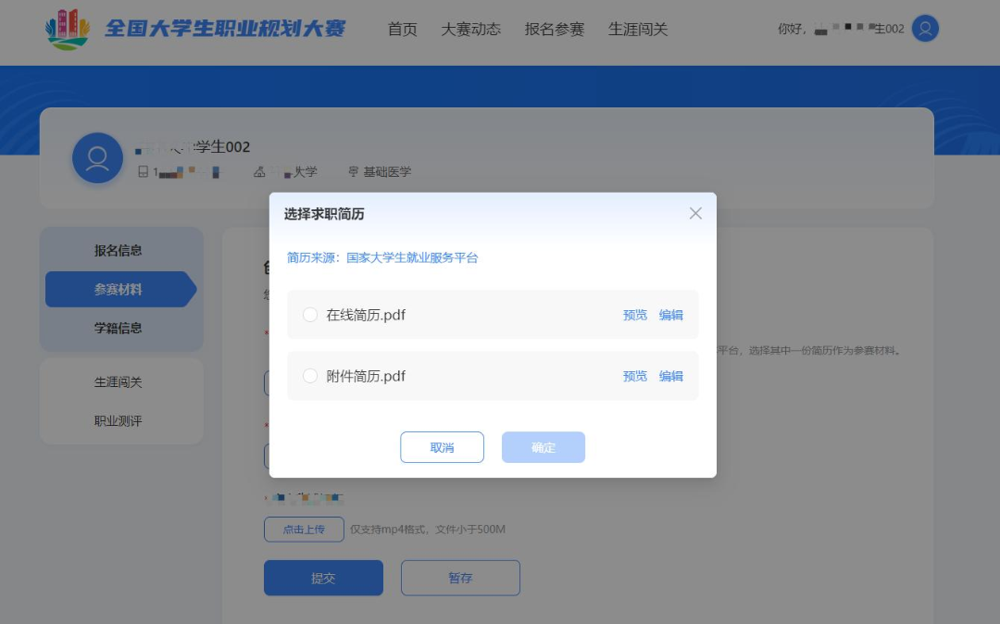 全国大学生职业规划大赛
首页 大赛动态 报名参赛 生涯闯关
你好, 生002
学生002
大学 基础医学
选择求职简历
简历来源：国家大学生就业服务平台
在线简历.pdf 预览 编辑
附件简历.pdf 预览 编辑
取消 确定
报名信息
参赛材料
学籍信息
生涯闯关
职业测评
平台，选择其中一份简历作为参赛材料。
点击上传 仅支持mp4格式，文件小于500M
提交 暂存